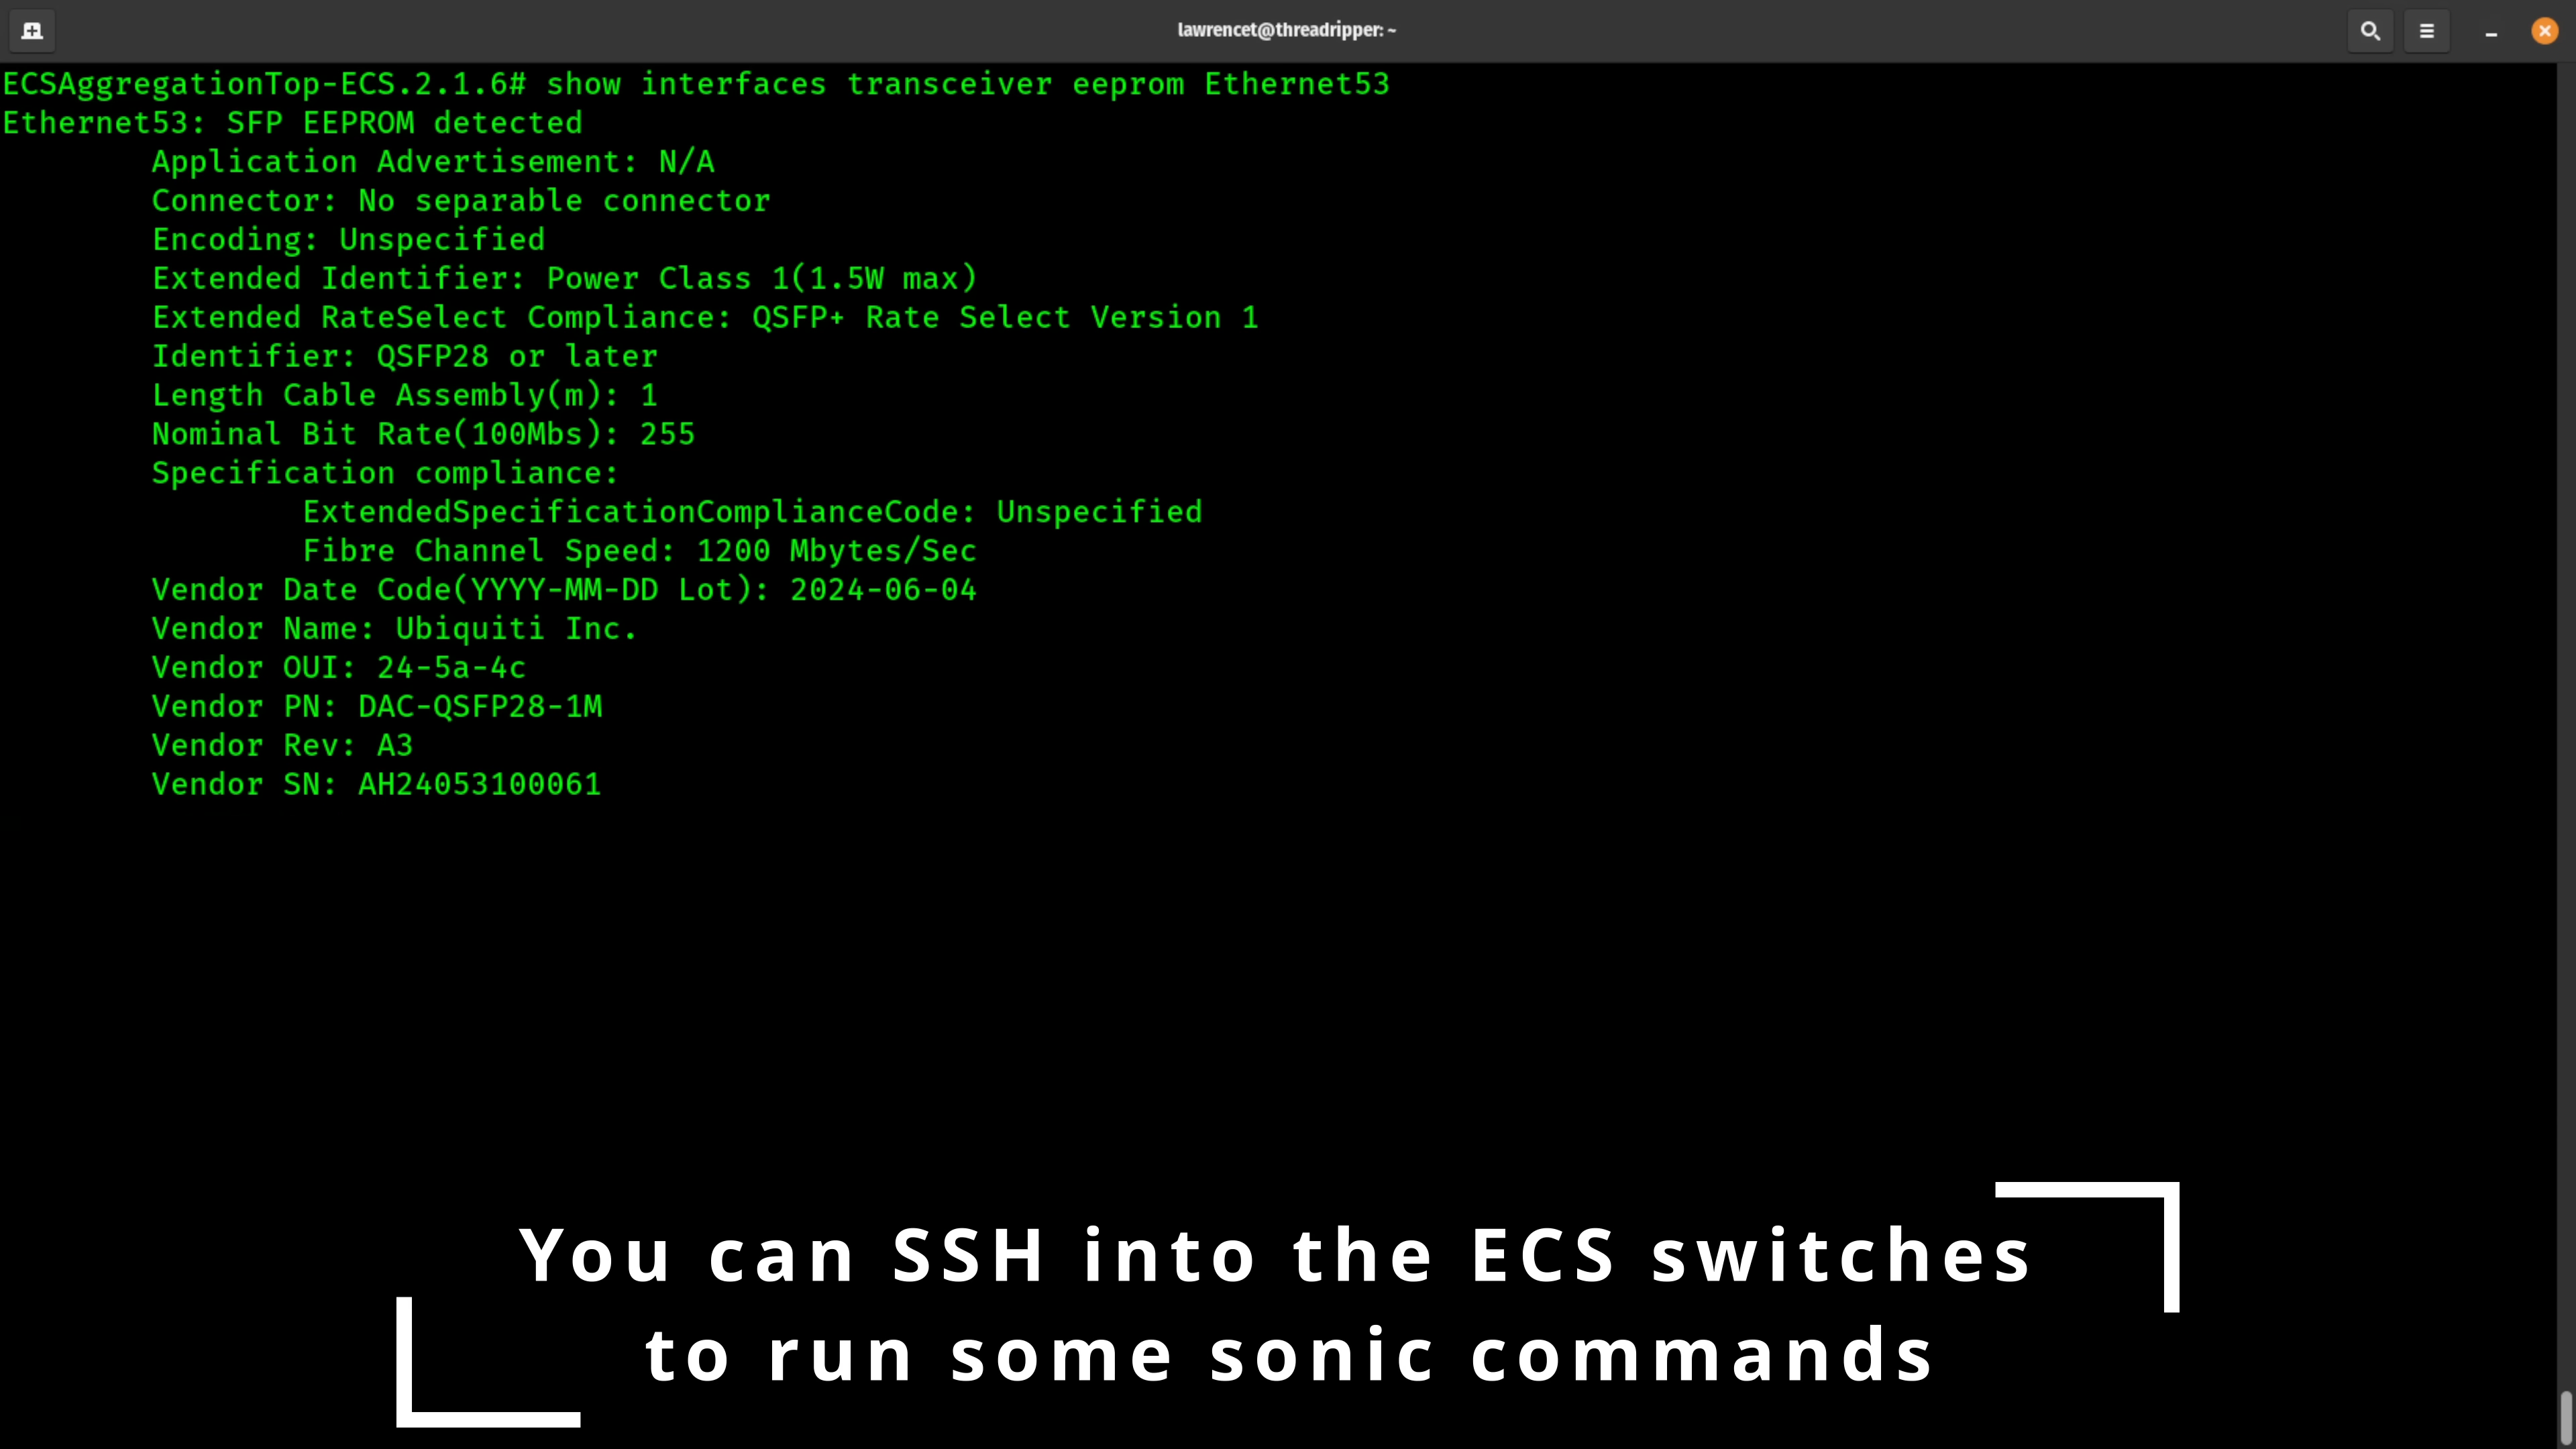 lawrencet@threadripper: ~
ECSAggregationTop-ECS.2.1.6# show interfaces transceiver eeprom Ethernet53
Ethernet53: SFP EEPROM detected
Application Advertisement: N/A
Connector: No separable connector
Encoding: Unspecified
Extended Identifier: Power Class 1(1.5W max)
Extended RateSelect Compliance: QSFP+ Rate Select Version 1
Identifier: QSFP28 or later
Length Cable Assembly(m): 1
Nominal Bit Rate(100Mbs): 255
Specification compliance:
ExtendedSpecificationComplianceCode: Unspecified
Fibre Channel Speed: 1200 Mbytes/Sec
Vendor Date Code(YYYY-MM-DD Lot): 2024-06-04
Vendor Name: Ubiquiti Inc.
Vendor OUI: 24-5a-4c
Vendor PN: DAC-QSFP28-1M
Vendor Rev: A3
Vendor SN: AH24053100061
You can SSH into the ECS switches
to run some sonic commands